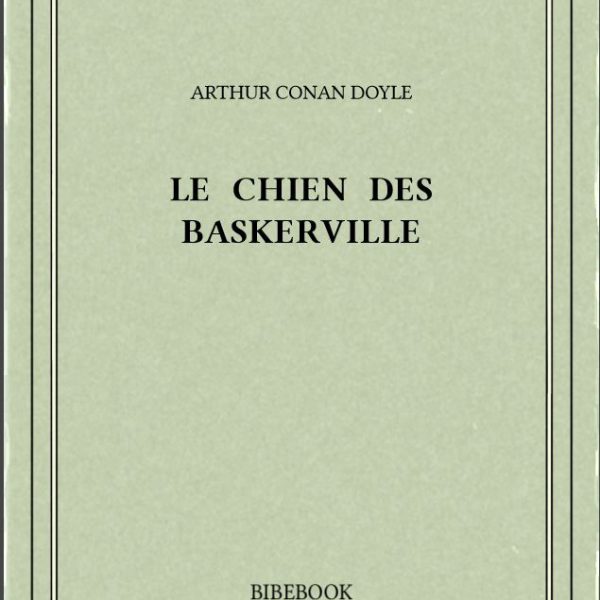 ARTHUR CONAN DOYLE
LE CHIEN DES
BASKERVILLE
BIBEBOOK